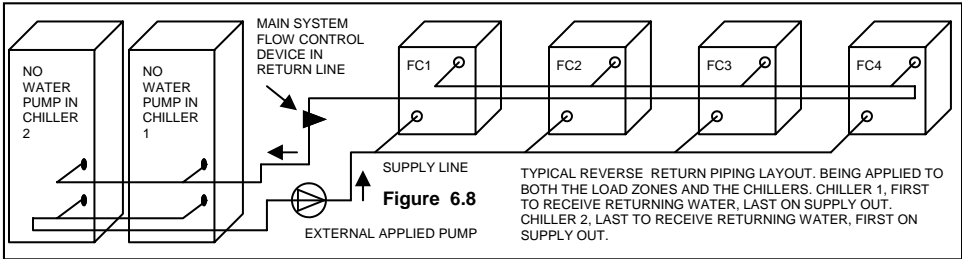 NO
WATER
PUMP IN
CHILLER
2
NO
WATER
PUMP IN
CHILLER
1
MAIN SYSTEM
FLOW CONTROL
DEVICE IN
RETURN LINE
FC1
FC2
FC3
FC4
SUPPLY LINE
Figure 6.8
EXTERNAL APPLIED PUMP
TYPICAL REVERSE RETURN PIPING LAYOUT. BEING APPLIED TO
BOTH THE LOAD ZONES AND THE CHILLERS. CHILLER 1, FIRST
TO RECEIVE RETURNING WATER, LAST ON SUPPLY OUT.
CHILLER 2, LAST TO RECEIVE RETURNING WATER, FIRST ON
SUPPLY OUT.